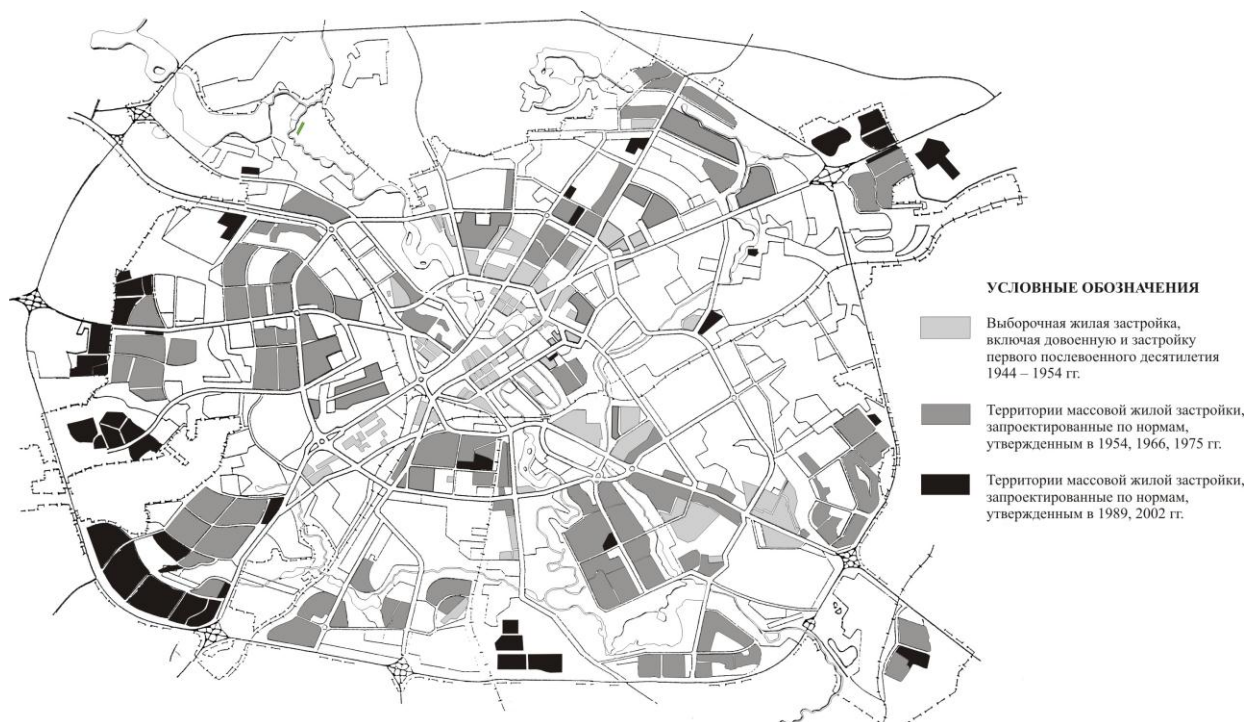 УСЛОВНЫЕ ОБОЗНАЧЕНИЯ
Выборочная жилая застройка,
включая довоенную и застройку
первого послевоенного десятилетия
1944 – 1954 гг.
Территории массовой жилой застройки,
запроектированные по нормам,
утвержденным в 1954, 1966, 1975 гг.
Территории массовой жилой застройки,
запроектированные по нормам,
утвержденным в 1989, 2002 гг.